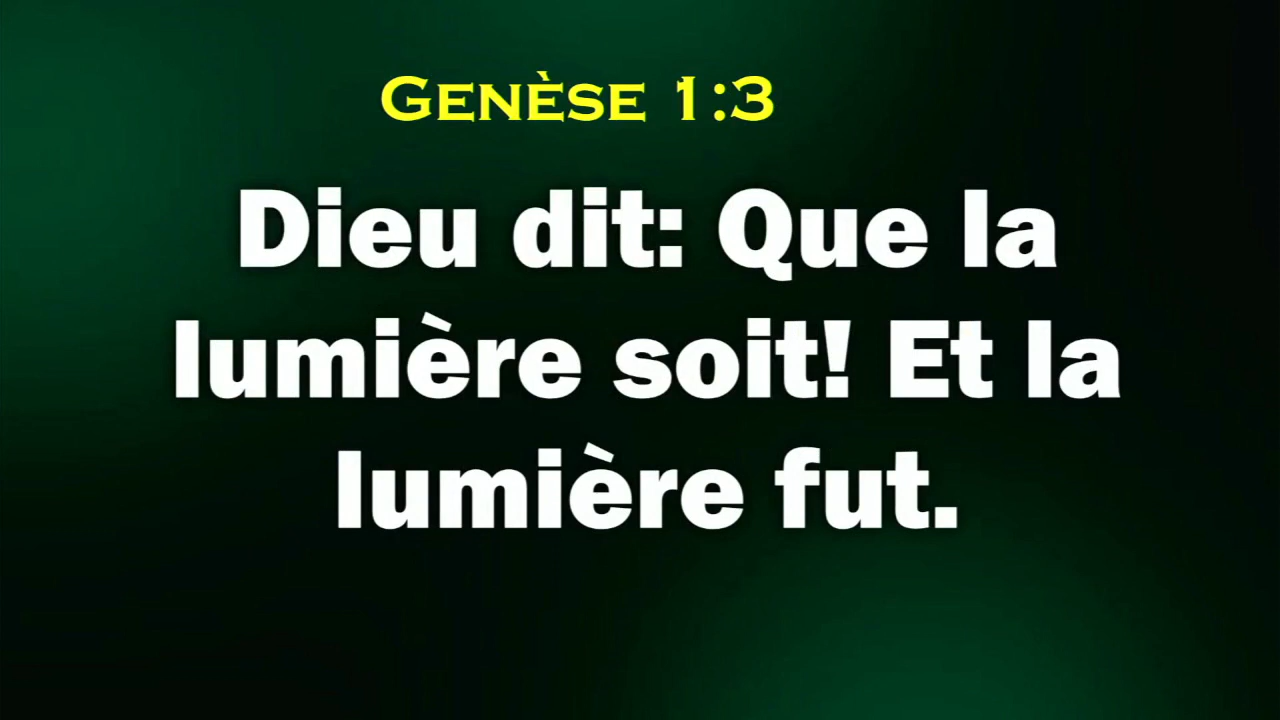 Genèse 1:3
Dieu dit: Que la
lumière soit! Et la
lumière fut.